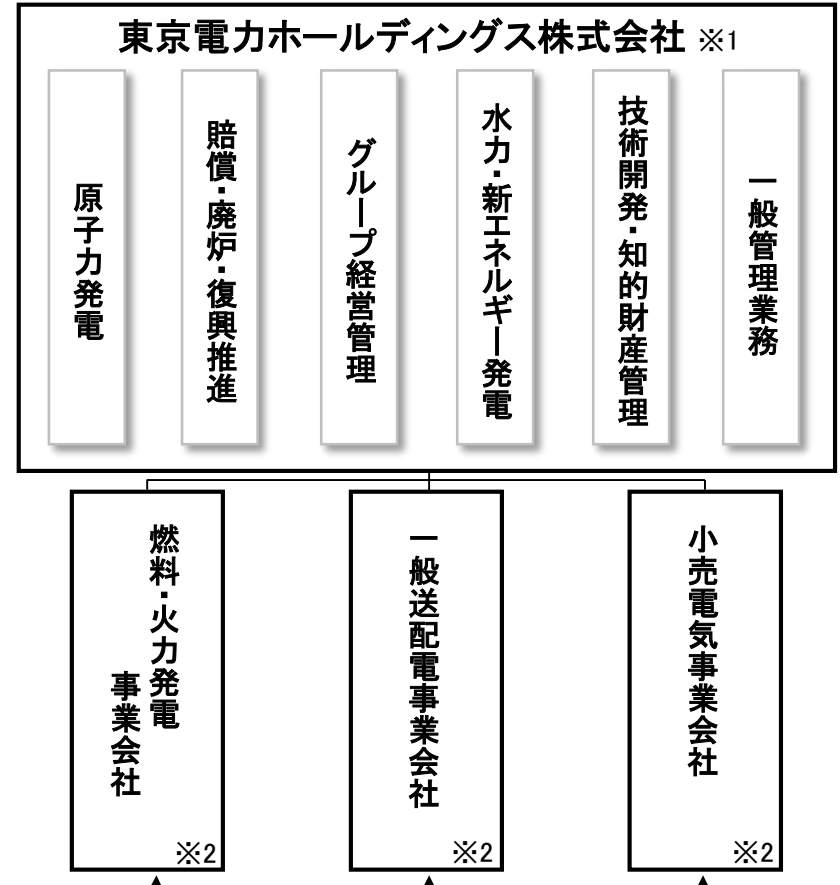 東京電力ホールディングス株式会社 ※1
原子力発電
賠償・廃炉・復興推進
グループ経営管理
水力・新エネルギー発電
技術開発・知的財産管理
一般管理業務
燃料・火力発電
事業会社
※2
一般送配電事業会社
※2
小売電気事業会社
※2